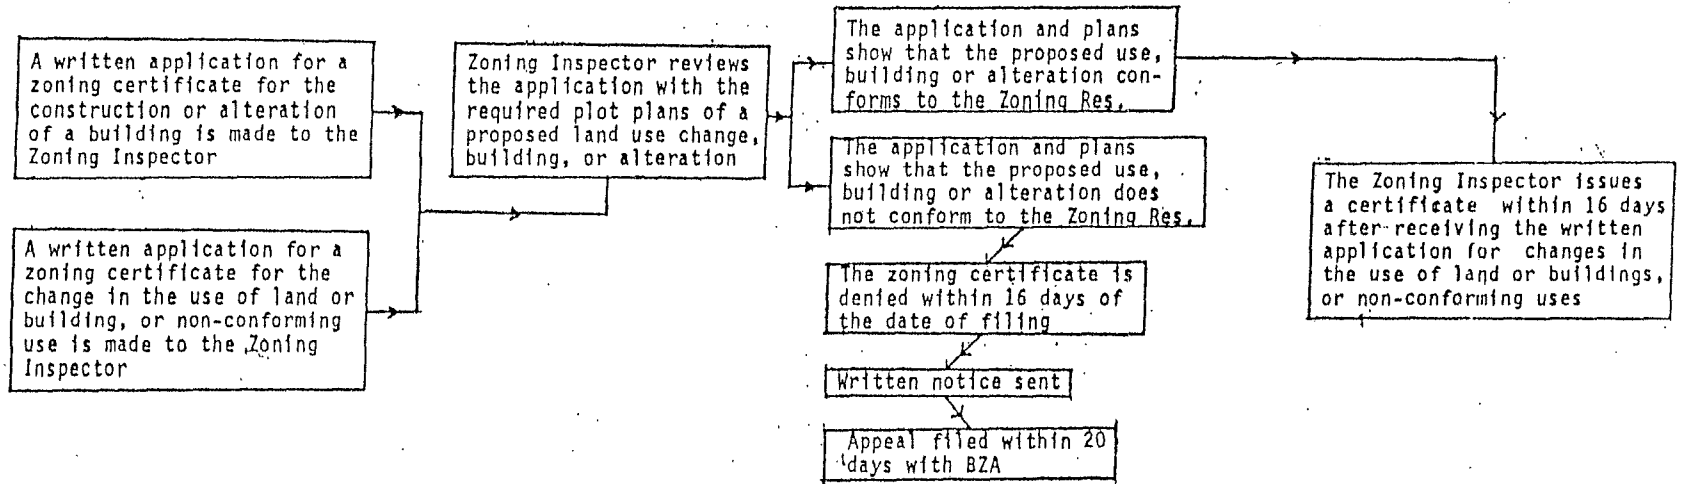 A written application for a
zoning certificate for the
construction or alteration
of a building is made to the
Zoning Inspector
A written application for a
zoning certificate for the
change in the use of land or
building, or non-conforming
use is made to the Zoning
Inspector
Zoning Inspector reviews
the application with the
required plot plans of a
proposed land use change,
building, or alteration
The application and plans
show that the proposed use,
building or alteration con-
forms to the Zoning Res.
The application and plans
show that the proposed use,
building or alteration does
not conform to the Zoning Res.
The zoning certificate is
denied within 16 days of
the date of filing
Written notice sent
Appeal filed within 20
days with BZA
The Zoning Inspector issues
a certificate within 16 days
after receiving the written
application for changes in
the use of land or buildings,
or non-conforming uses